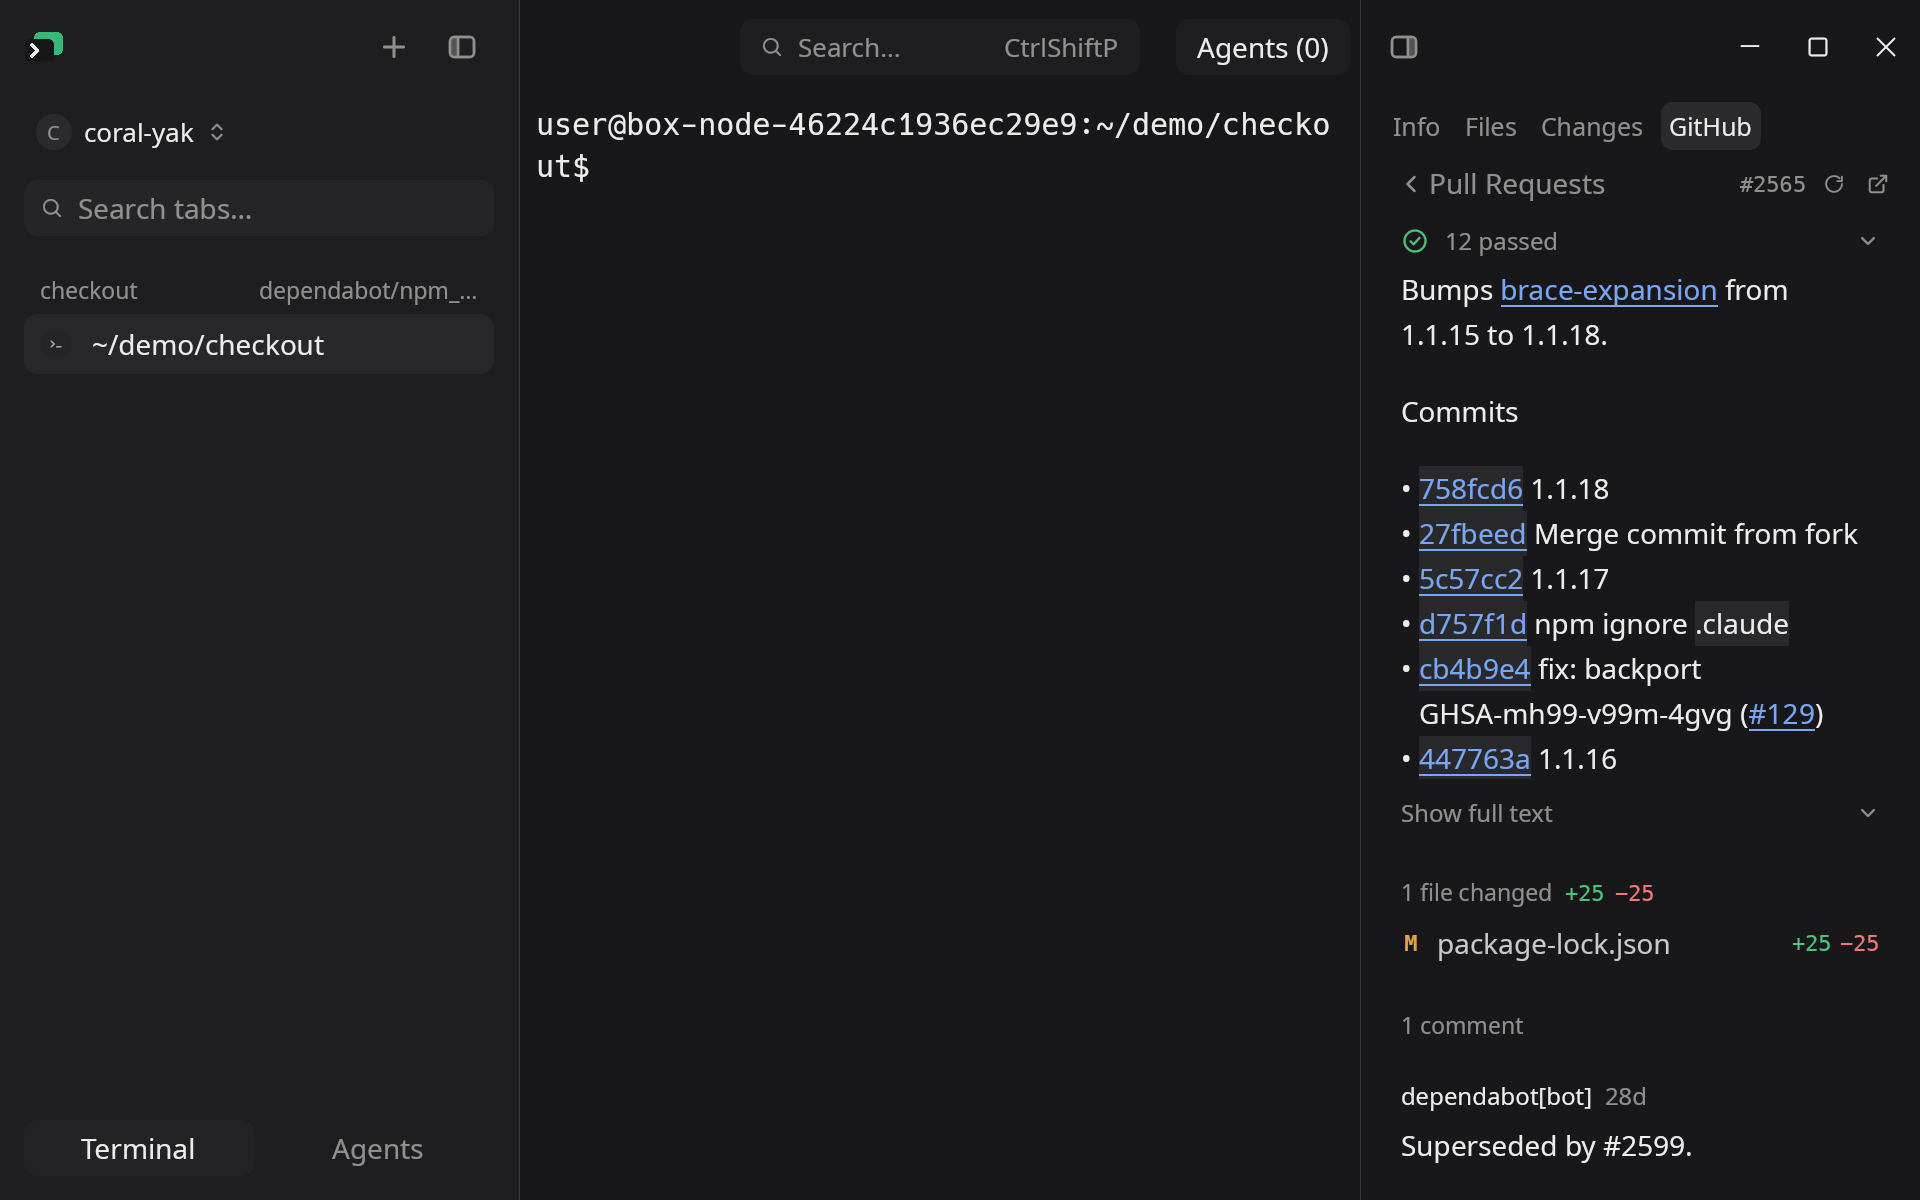 C coral-yak
Search tabs...
checkout dependabot/npm_...
~/demo/checkout
Terminal Agents
Search... CtrlShiftP
Agents (0)
user@box-node-46224c1936ec29e9:~/demo/checko
ut$
Info Files Changes GitHub
Pull Requests #2565
12 passed
Bumps brace-expansion from
1.1.15 to 1.1.18.
Commits
• 758fcd6 1.1.18
• 27fbeed Merge commit from fork
• 5c57cc2 1.1.17
• d757f1d npm ignore .claude
• cb4b9e4 fix: backport
GHSA-mh99-v99m-4gvg (#129)
• 447763a 1.1.16
Show full text
1 file changed +25 −25
M package-lock.json +25 −25
1 comment
dependabot[bot] 28d
Superseded by #2599.